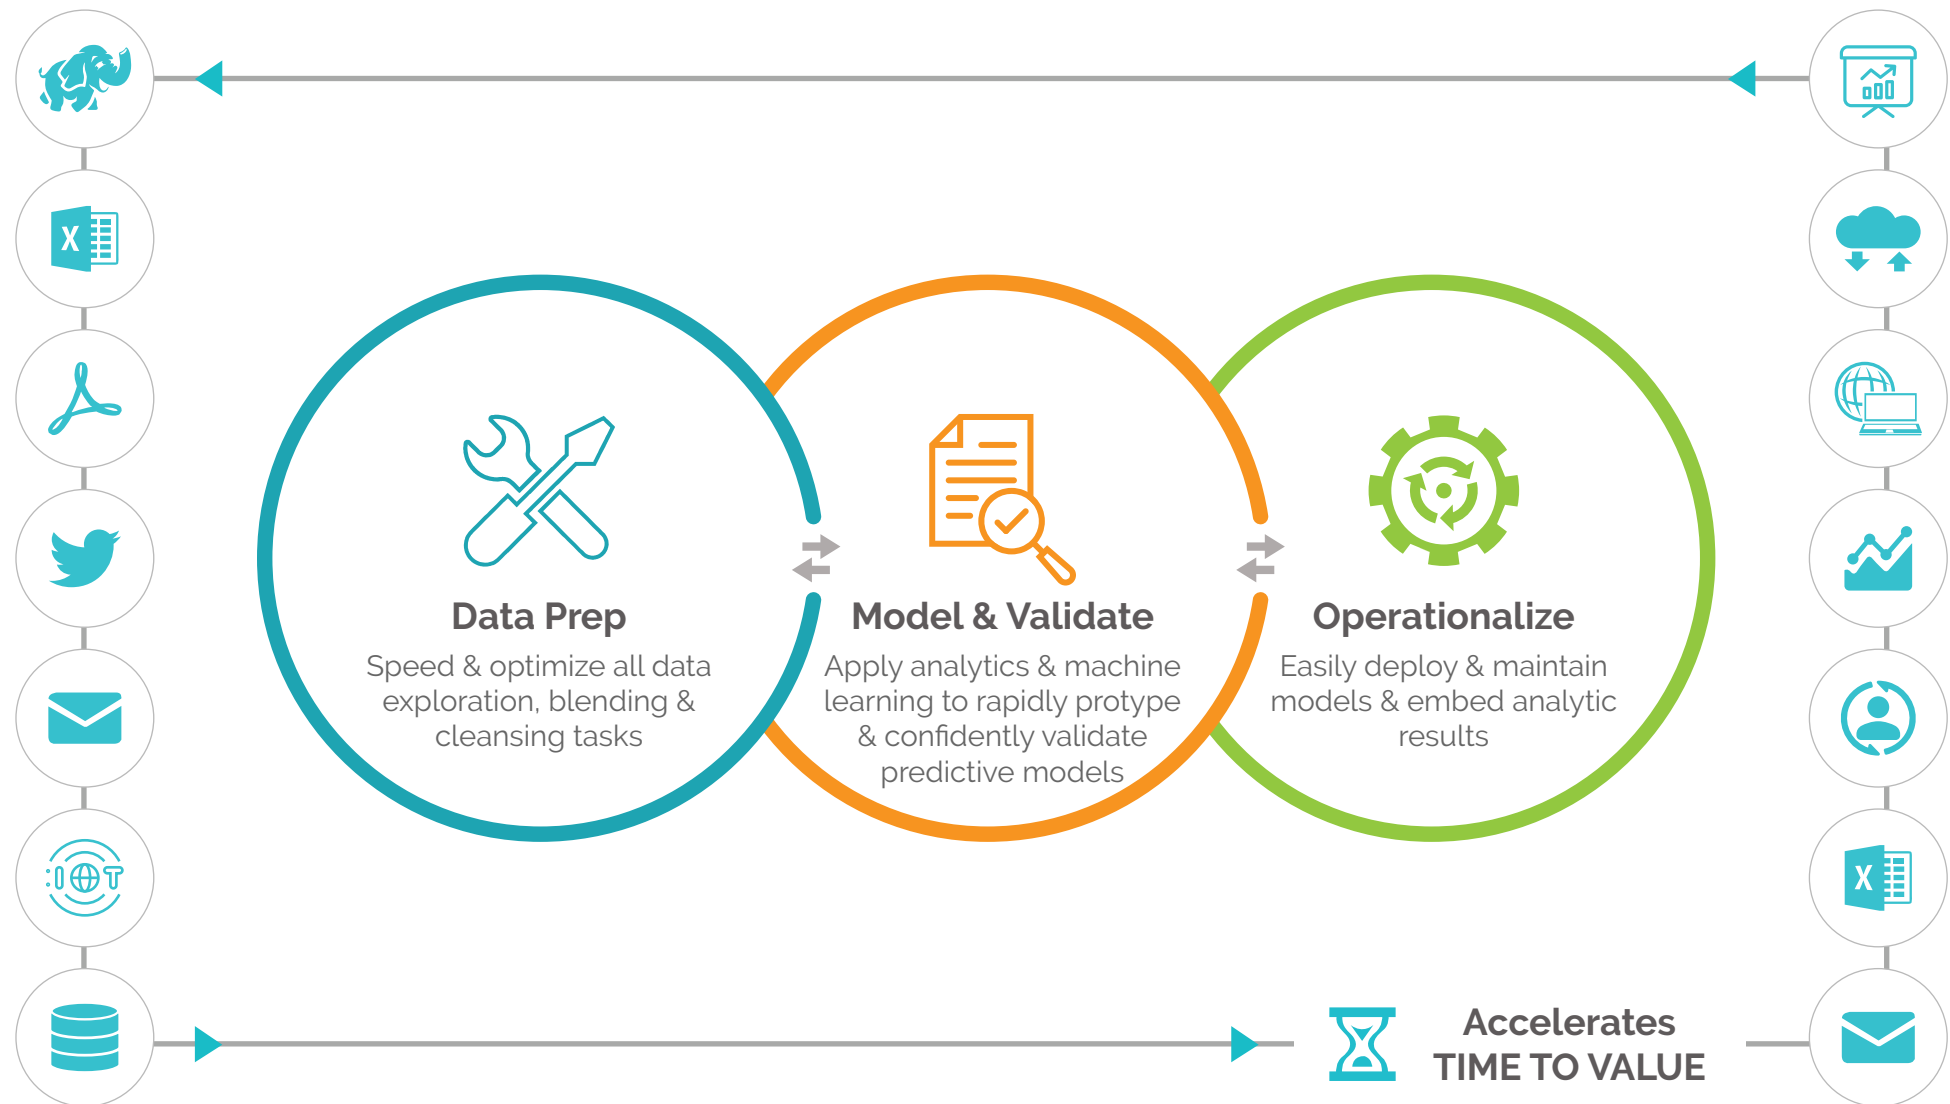 X
IOT
Data Prep
Speed & optimize all data
exploration, blending &
cleansing tasks
Model & Validate
Apply analytics & machine
learning to rapidly protype
& confidently validate
predictive models
Operationalize
Easily deploy & maintain
models & embed analytic
results
X
Accelerates
TIME TO VALUE